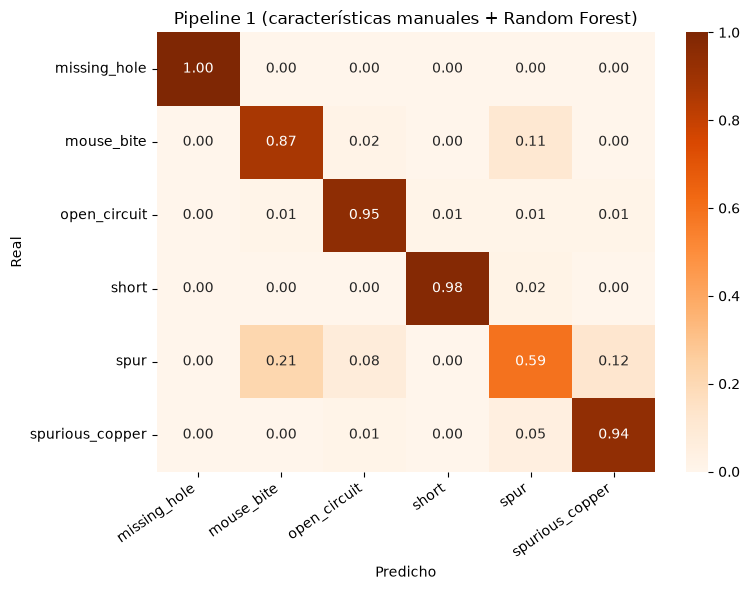 Pipeline 1 (características manuales + Random Forest)
missing_hole 1.00 0.00 0.00 0.00 0.00 0.00
mouse_bite 0.00 0.87 0.02 0.00 0.11 0.00
open_circuit 0.00 0.01 0.95 0.01 0.01 0.01
short 0.00 0.00 0.00 0.98 0.02 0.00
spur 0.00 0.21 0.08 0.00 0.59 0.12
spurious_copper 0.00 0.00 0.01 0.00 0.05 0.94
Real
missing_hole mouse_bite open_circuit short spur spurious_copper
Predicho
1.0
0.8
0.6
0.4
0.2
0.0